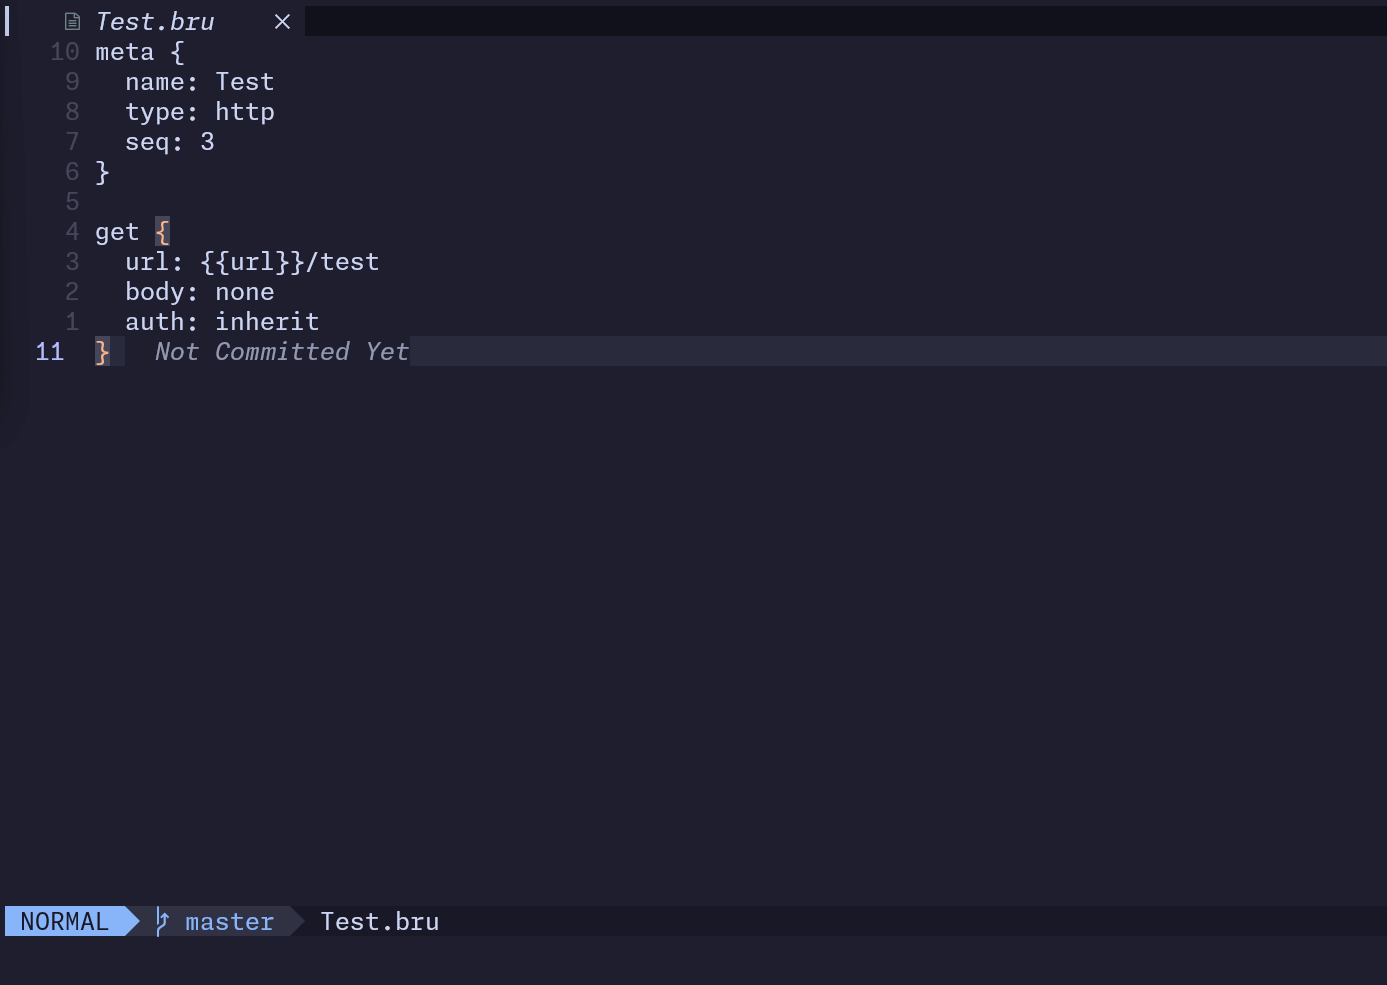 Test.bru ×
10 meta {
9   name: Test
8   type: http
7   seq: 3
6 }
5
4 get {
3   url: {{url}}/test
2   body: none
1   auth: inherit
11 }   Not Committed Yet
NORMAL master Test.bru